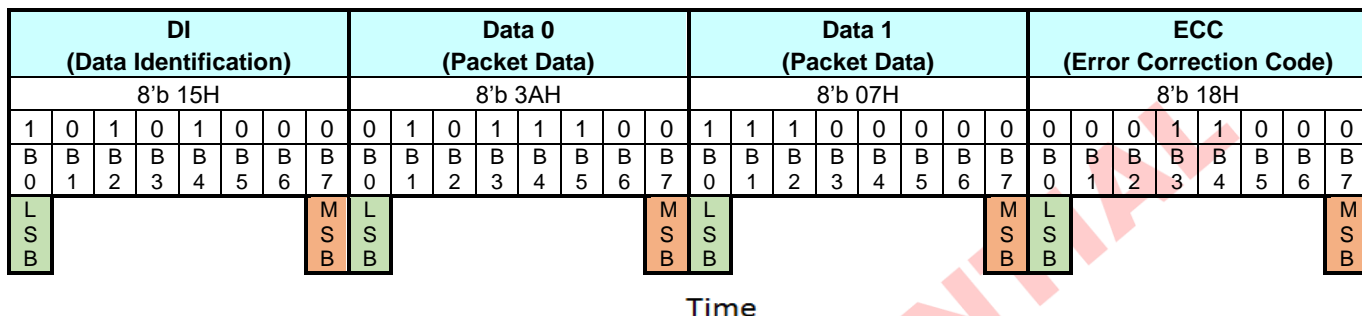 DI Data 0 Data 1 ECC
(Data Identification) (Packet Data) (Packet Data) (Error Correction Code)
8’b 15H 8’b 3AH 8’b 07H 8’b 18H
1 0 1 0 1 0 0 0 0 1 0 1 1 1 0 0 1 1 1 0 0 0 0 0 0 0 0 1 1 0 0 0
B B B B B B B B B B B B B B B B B B B B B B B B B B B B B B B B
0 1 2 3 4 5 6 7 0 1 2 3 4 5 6 7 0 1 2 3 4 5 6 7 0 1 2 3 4 5 6 7
L M L M L M L M
S S S S S S S S
B B B B B B B B
Time
NTIAL